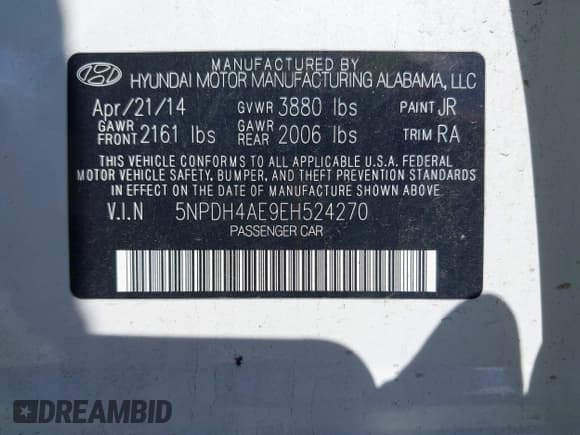 MANUFACTURED BY
HYUNDAI MOTOR MANUFACTURING ALABAMA, LLC
Apr/21/14 GVWR 3880 lbs PAINT JR
GAWR FRONT 2161 lbs GAWR REAR 2006 lbs TRIM RA
THIS VEHICLE CONFORMS TO ALL APPLICABLE U.S.A. FEDERAL
MOTOR VEHICLE SAFETY, BUMPER, AND THEFT PREVENTION STANDARDS
IN EFFECT ON THE DATE OF MANUFACTURE SHOWN ABOVE.
V.I.N 5NPDH4AE9EH524270
PASSENGER CAR
DREAMBID